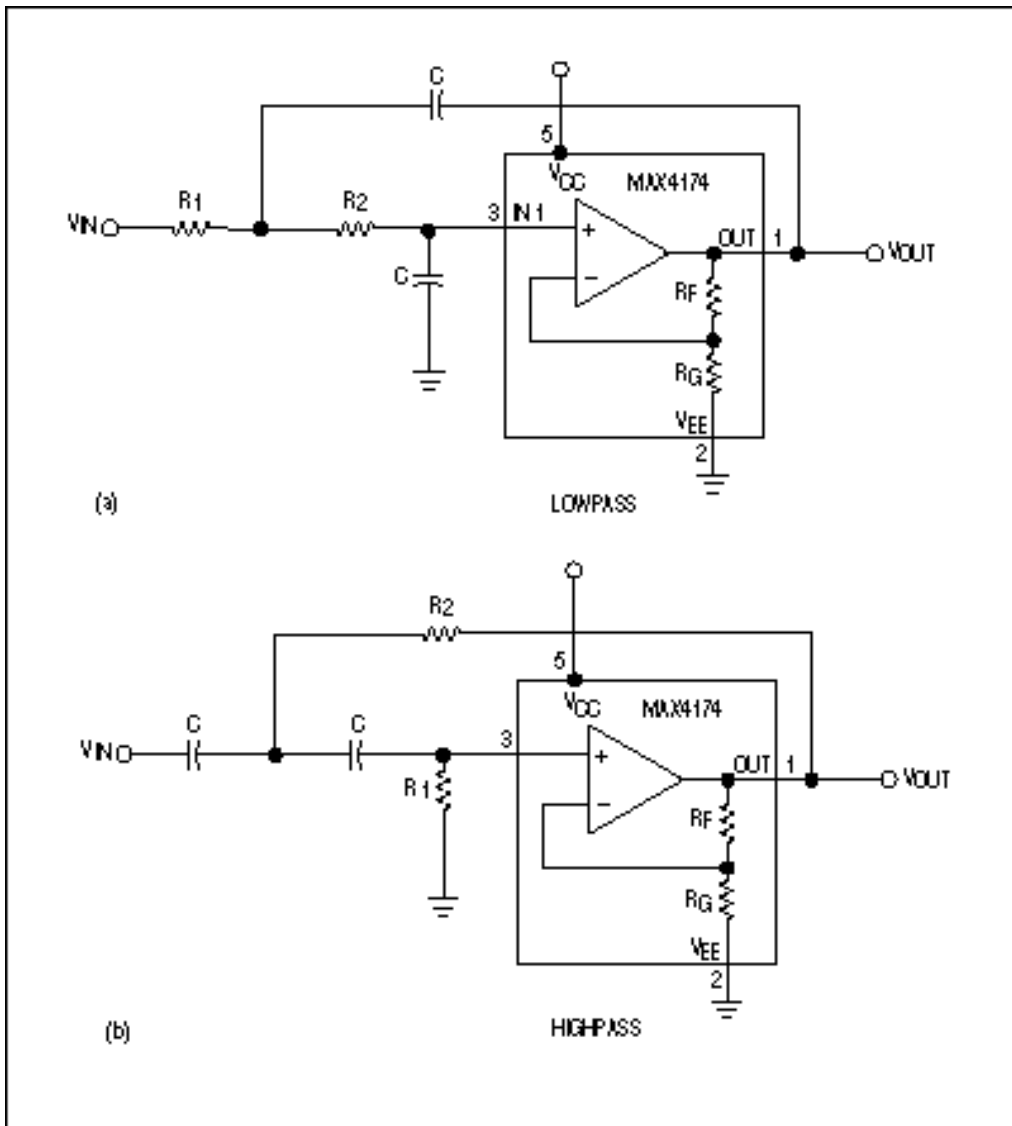 C
5
VCC
MAX4174
R1
R2
3 IN 1
VIN
+
OUT 1
VOUT
C
−
RF
RG
VEE
2
(a)
LOWPASS
R2
5
VCC
MAX4174
C
C
3
VIN
+
OUT 1
VOUT
R1
−
RF
RG
VEE
2
(b)
HIGHPASS